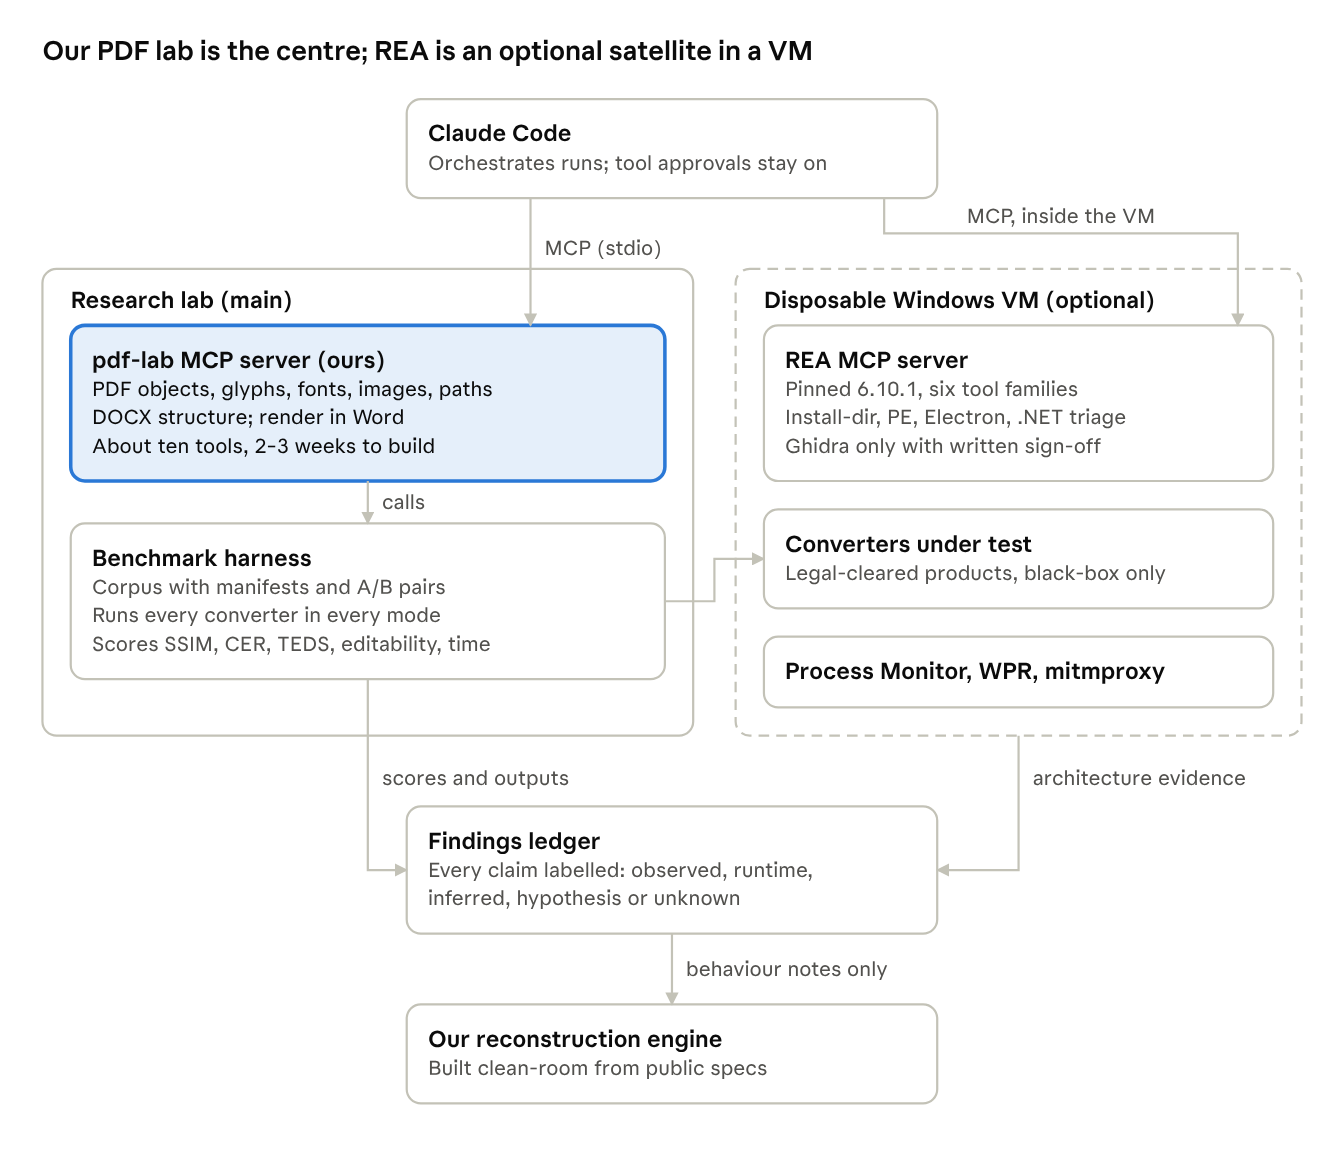 Our PDF lab is the centre; REA is an optional satellite in a VM
Claude Code
Orchestrates runs; tool approvals stay on
MCP, inside the VM
MCP (stdio)
Research lab (main)
pdf-lab MCP server (ours)
PDF objects, glyphs, fonts, images, paths
DOCX structure; render in Word
About ten tools, 2–3 weeks to build
calls
Benchmark harness
Corpus with manifests and A/B pairs
Runs every converter in every mode
Scores SSIM, CER, TEDS, editability, time
Disposable Windows VM (optional)
REA MCP server
Pinned 6.10.1, six tool families
Install-dir, PE, Electron, .NET triage
Ghidra only with written sign-off
Converters under test
Legal-cleared products, black-box only
Process Monitor, WPR, mitmproxy
scores and outputs
architecture evidence
Findings ledger
Every claim labelled: observed, runtime,
inferred, hypothesis or unknown
behaviour notes only
Our reconstruction engine
Built clean-room from public specs